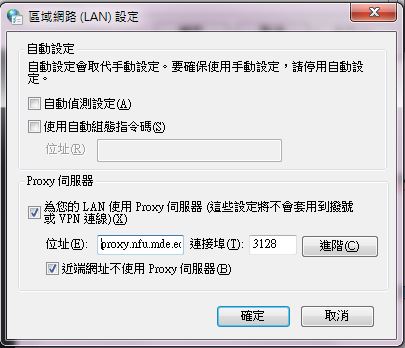 區域網路 (LAN) 設定
自動設定
自動設定會取代手動設定。要確保使用手動設定，請停用自動設
定。
自動偵測設定(A)
使用自動組態指令碼(S)
位址(R)
Proxy 伺服器
為您的 LAN 使用 Proxy 伺服器 (這些設定將不會套用到撥號
或 VPN 連線)(X)
位址(E): proxy.nfu.mde.ec 連接埠(T): 3128 進階(C)
近端網址不使用 Proxy 伺服器(B)
確定 取消